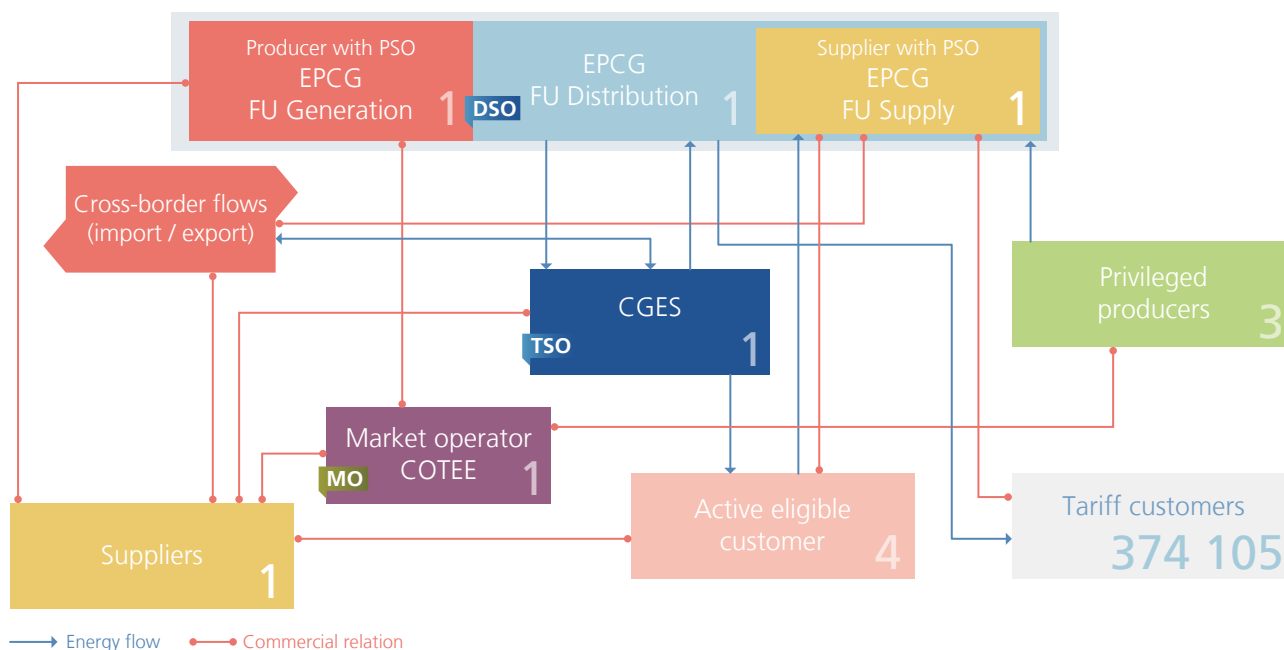 Producer with PSO
EPCG
FU Generation
1
DSO
EPCG
FU Distribution
1
Supplier with PSO
EPCG
FU Supply
1
Cross-border flows
(import / export)
CGES
TSO
1
Privileged
producers
3
Market operator
COTEE
MO
1
Suppliers
1
Active eligible
customer
4
Tariff customers
374 105
Energy flow
Commercial relation